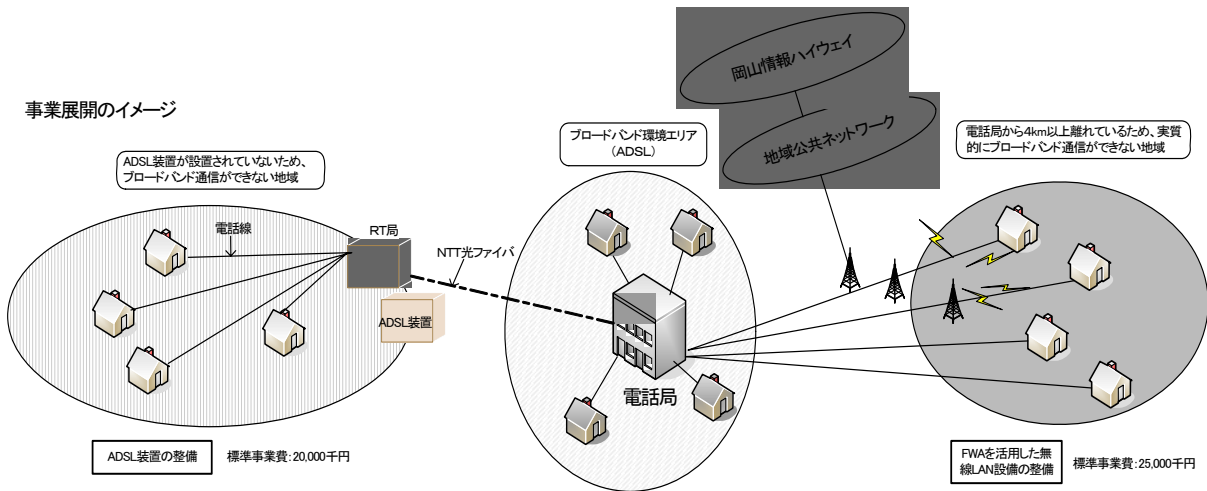 事業展開のイメージ
岡山情報ハイウェイ
地域公共ネットワーク
ADSL装置が設置されていないため、
ブロードバンド通信ができない地域
ブロードバンド環境エリア
(ADSL)
電話局から4km以上離れているため、実質
的にブロードバンド通信ができない地域
電話線
RT局
NTT光ファイバ
ADSL装置
電話局
ADSL装置の整備
標準事業費:20,000千円
FWAを活用した無
線LAN設備の整備
標準事業費:25,000千円